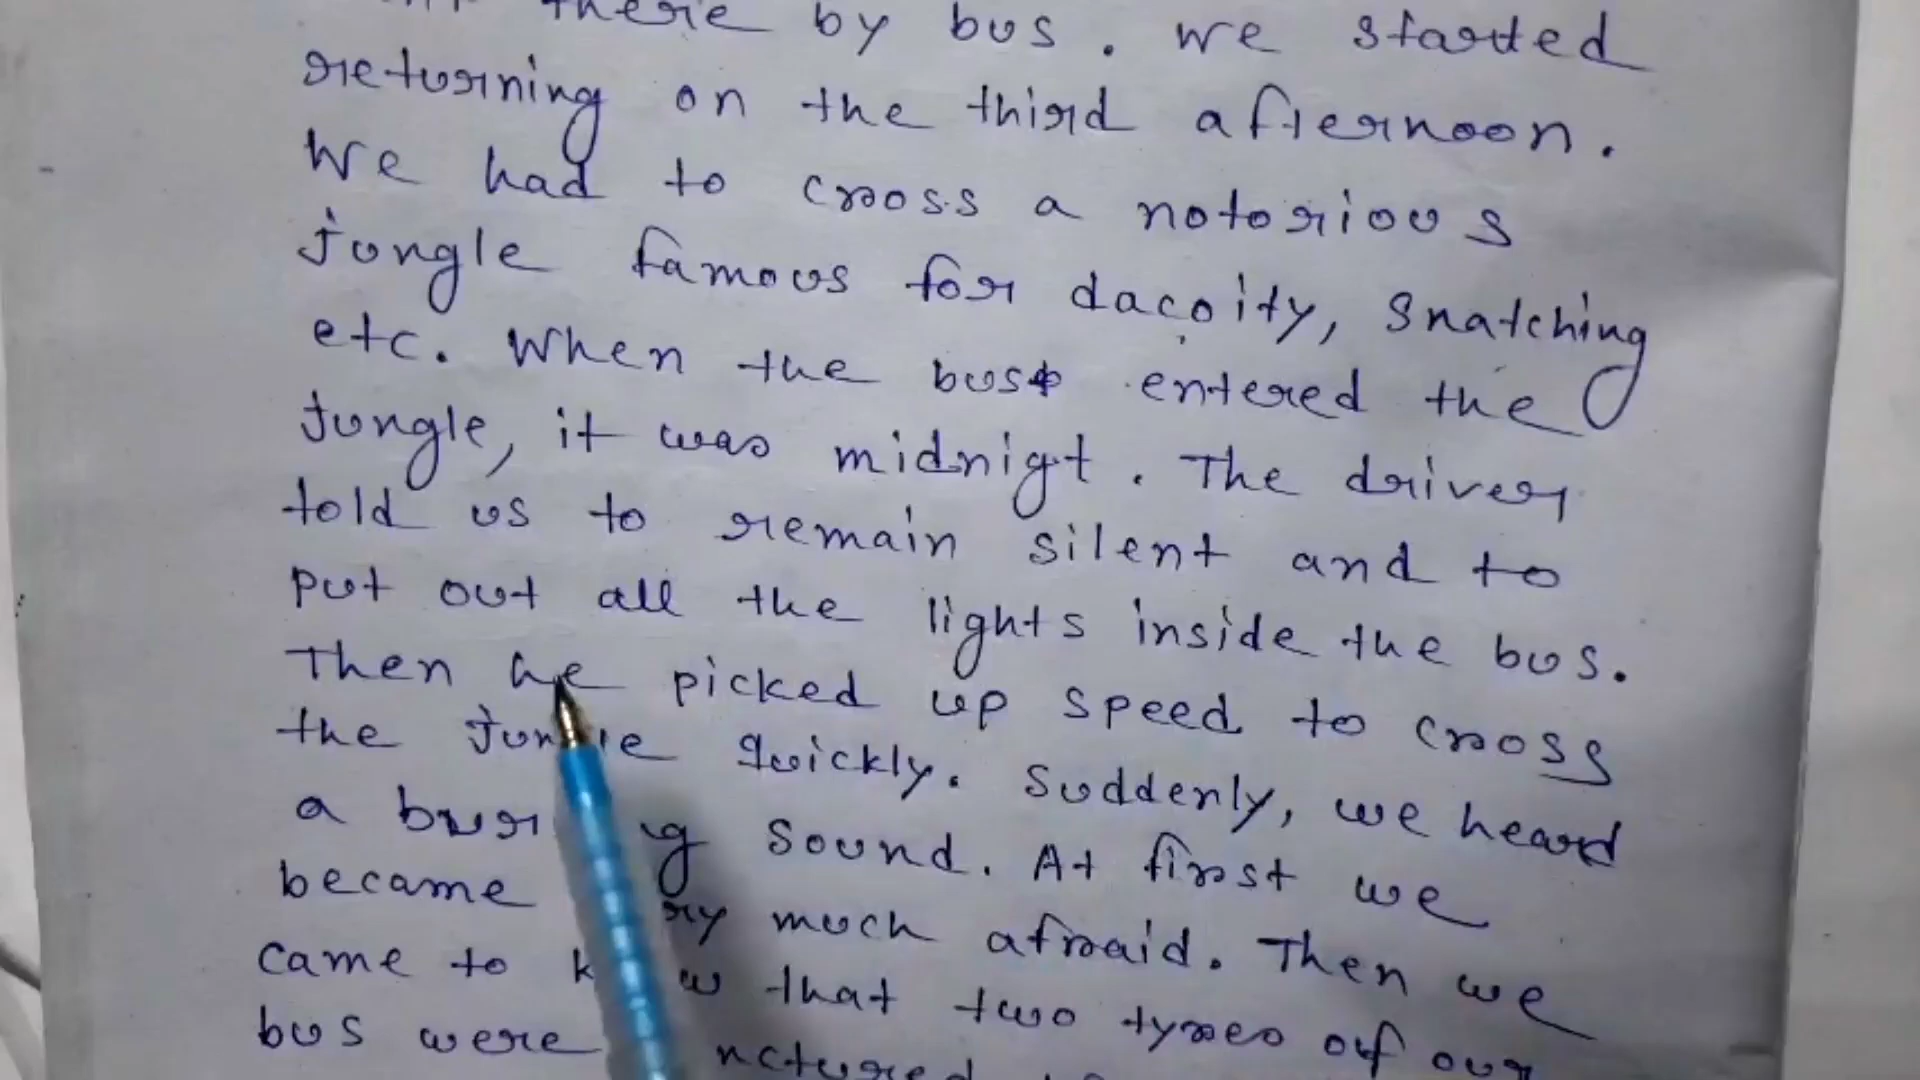 there by bus. We started
returning on the third afternoon.
We had to cross a notorious
jungle famous for dacoity, snatching
etc. When the bus entered the
jungle, it was midnigt. The driver
told us to remain silent and to
put out all the lights inside the bus.
Then he picked up speed to cross
the quickly. Suddenly, we heard
a sound. At first we
became much afraid. Then we
came to that two tyres of our
bus were